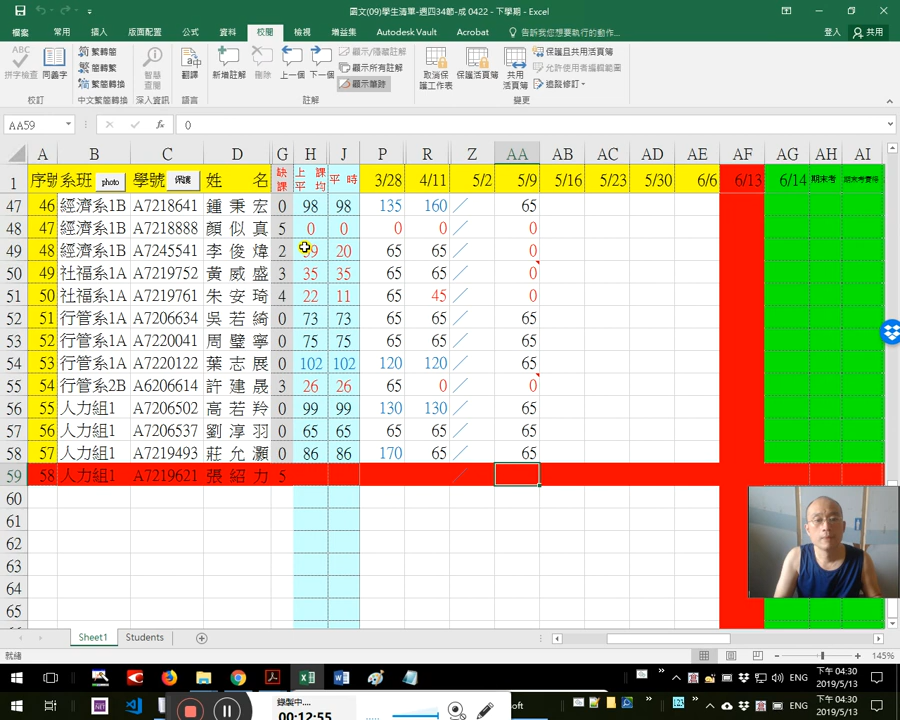 國文(09)學生清單-週四34節-成 0422 - 下學期 - Excel
檔案 常用 插入 版面配置 公式 資料 校閱 檢視 增益集 Autodesk Vault Acrobat 告訴我您想要執行的動作... 登入 共用
拼字檢查 同義字 繁轉簡 簡轉繁 繁簡轉換 智慧查閱 翻譯 新增註解 刪除 上一個 下一個 顯示/隱藏註解 顯示所有註解 顯示筆跡 取消保護工作表 保護活頁簿 共用活頁簿 保護且共用活頁簿 允許使用者編輯範圍 追蹤修訂
校訂 中文繁簡轉換 深入資訊 語言 註解 變更
AA59 fx 0
A B C D G H J P R Z AA AB AC AD AE AF AG AH AI
1 序號 系班 photo 學號 保護 姓 名 缺課 上課平均 平時 3/28 4/11 5/2 5/9 5/16 5/23 5/30 6/6 6/13 6/14 期末考
47 46 經濟系1B A7218641 鍾秉宏 0 98 98 135 160 ／ 65
48 47 經濟系1B A7218888 顏似真 5 0 0 0 0 ／ 0
49 48 經濟系1B A7245541 李俊煒 2 39 20 65 65 ／ 0
50 49 社福系1A A7219752 黃威盛 3 35 35 65 65 ／ 0
51 50 社福系1A A7219761 朱安琦 4 22 11 65 45 ／ 0
52 51 行管系1A A7206634 吳若綺 0 73 73 65 65 ／ 65
53 52 行管系1A A7220041 周璧寧 0 75 75 65 65 ／ 65
54 53 行管系1A A7220122 葉志展 0 102 102 120 120 ／ 65
55 54 行管系2B A6206614 許建晟 3 26 26 65 0 ／ 0
56 55 人力組1 A7206502 高若羚 0 99 99 130 130 ／ 65
57 56 人力組1 A7206537 劉淳羽 0 65 65 65 65 ／ 65
58 57 人力組1 A7219493 莊允灝 0 86 86 170 65 ／ 65
59 58 人力組1 A7219621 張紹力 5 ／
60
61
62
63
64
65
Sheet1 Students
就緒 145%
ENG 下午 04:30 2019/5/13
錄製中....
00:12:55
oft ENG 下午 04:30 2019/5/13